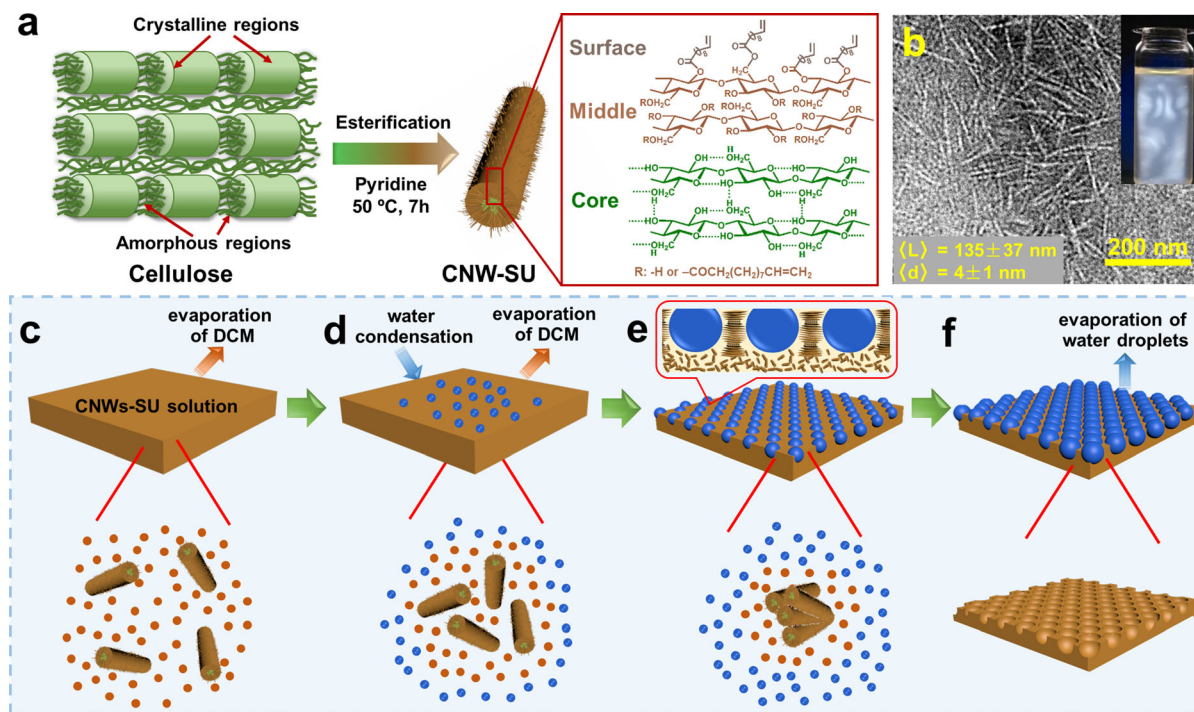 a
Crystalline regions
Amorphous regions
Cellulose
Esterification
Pyridine
50 ºC, 7h
CNW-SU
Surface
Middle
Core
R: -H or –COCH₂(CH₂)₇CH=CH₂
b
⟨L⟩ = 135±37 nm
⟨d⟩ = 4±1 nm
200 nm
c
evaporation
of DCM
CNWs-SU solution
d
water
condensation
evaporation
of DCM
e
f
evaporation of
water droplets